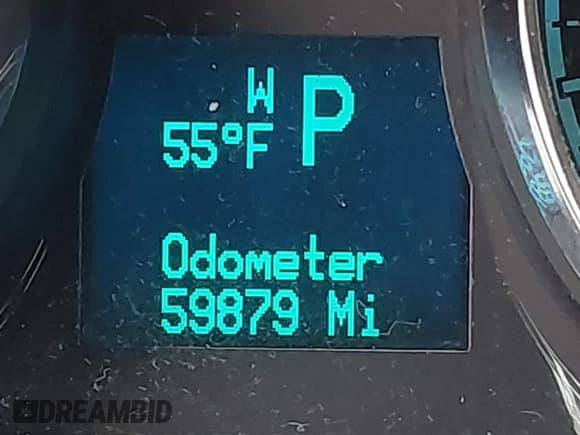 W P
55°F
Odometer
59879 Mi
DREAMBID